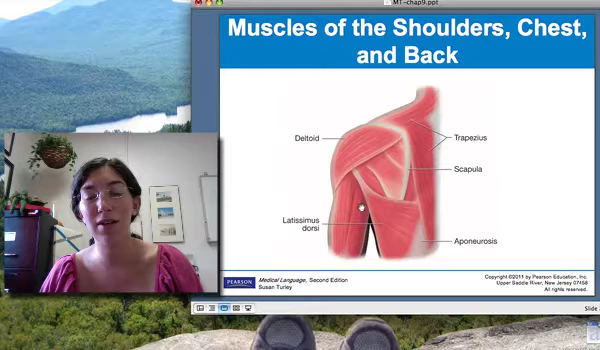 MT-chap9.ppt
Muscles of the Shoulders, Chest,
and Back
Deltoid
Trapezius
Scapula
Latissimus
dorsi
Aponeurosis
PEARSON
Medical Language, Second Edition
Susan Turley
Copyright ©2011 by Pearson Education, Inc.
Upper Saddle River, New Jersey 07458
All rights reserved.
Slide